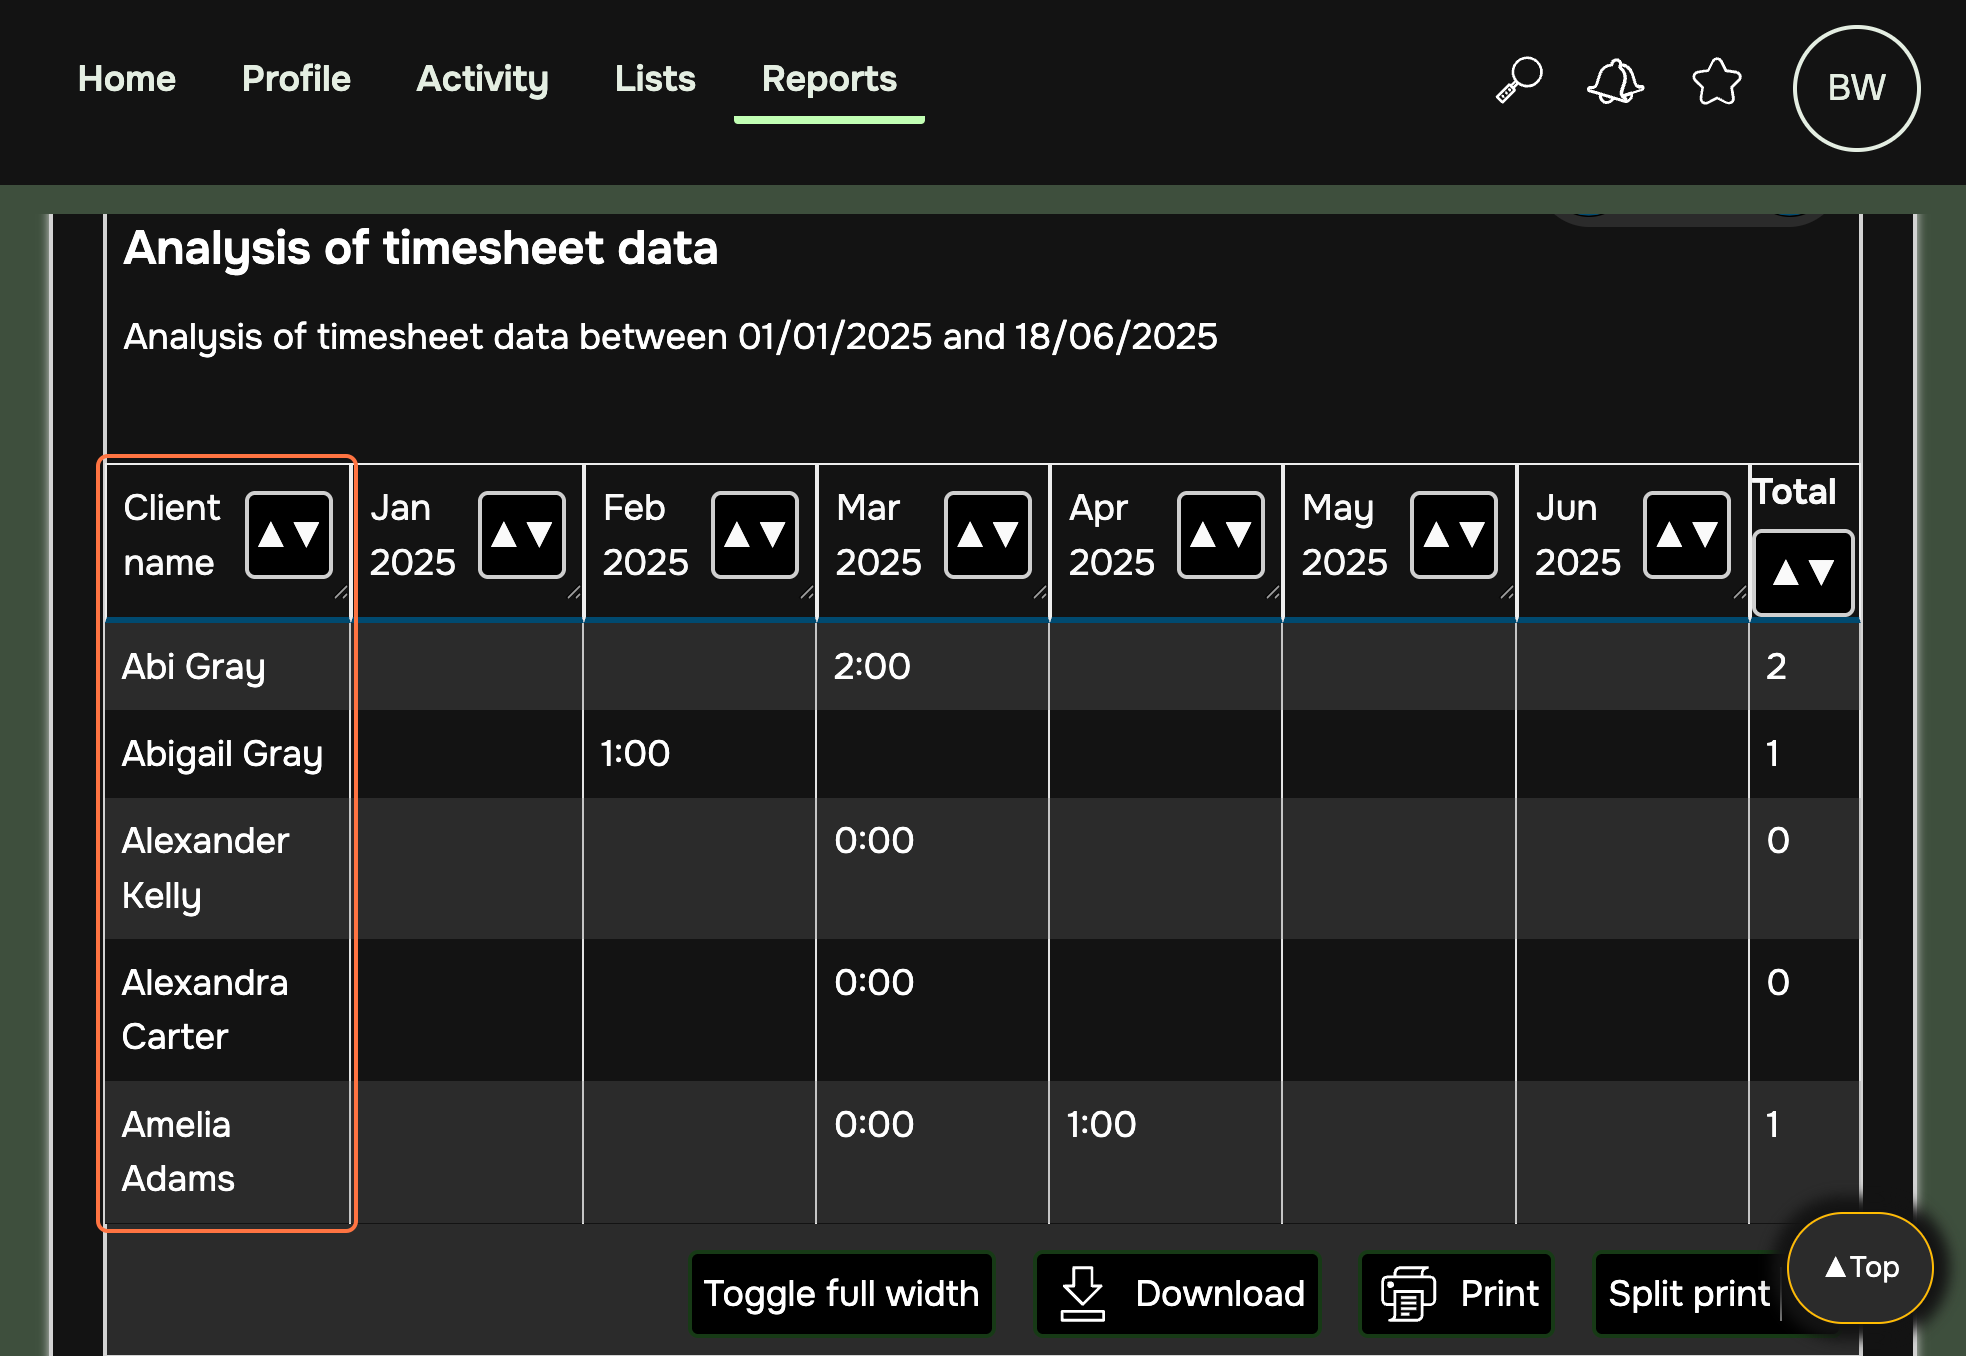 Home Profile Activity Lists Reports BW
Analysis of timesheet data
Analysis of timesheet data between 01/01/2025 and 18/06/2025
Client name ▲▼ Jan 2025 ▲▼ Feb 2025 ▲▼ Mar 2025 ▲▼ Apr 2025 ▲▼ May 2025 ▲▼ Jun 2025 ▲▼ Total ▲▼
Abi Gray 2:00 2
Abigail Gray 1:00 1
Alexander Kelly 0:00 0
Alexandra Carter 0:00 0
Amelia Adams 0:00 1:00 1
Toggle full width Download Print Split print ▲Top